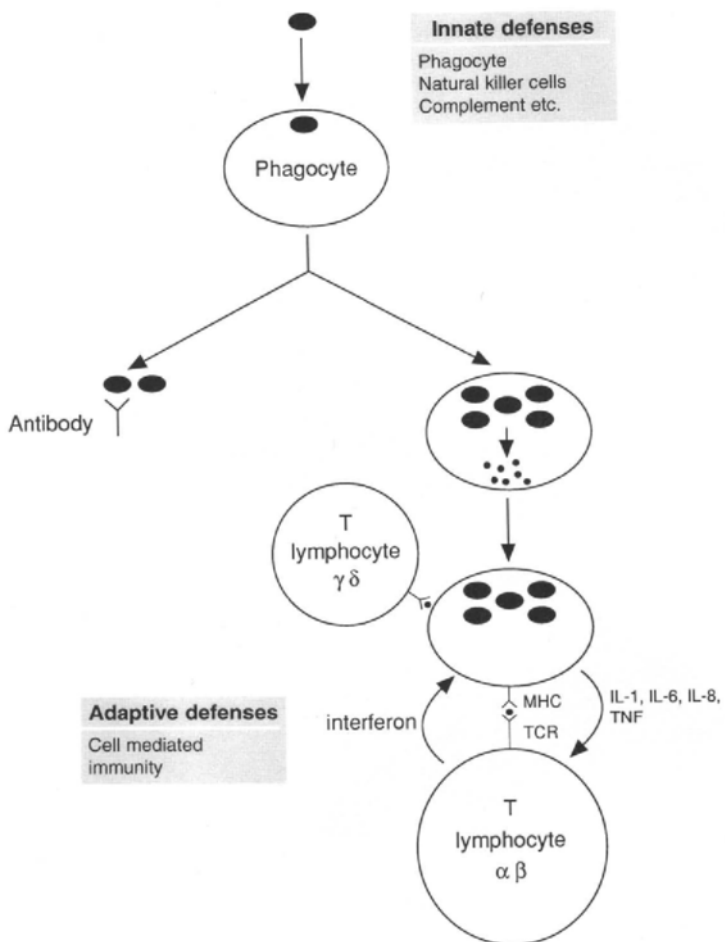 Innate defenses
Phagocyte
Natural killer cells
Complement etc.
Phagocyte
Antibody
T
lymphocyte
γ δ
MHC
TCR
interferon
IL-1, IL-6, IL-8,
TNF
Adaptive defenses
Cell mediated
immunity
T
lymphocyte
α β